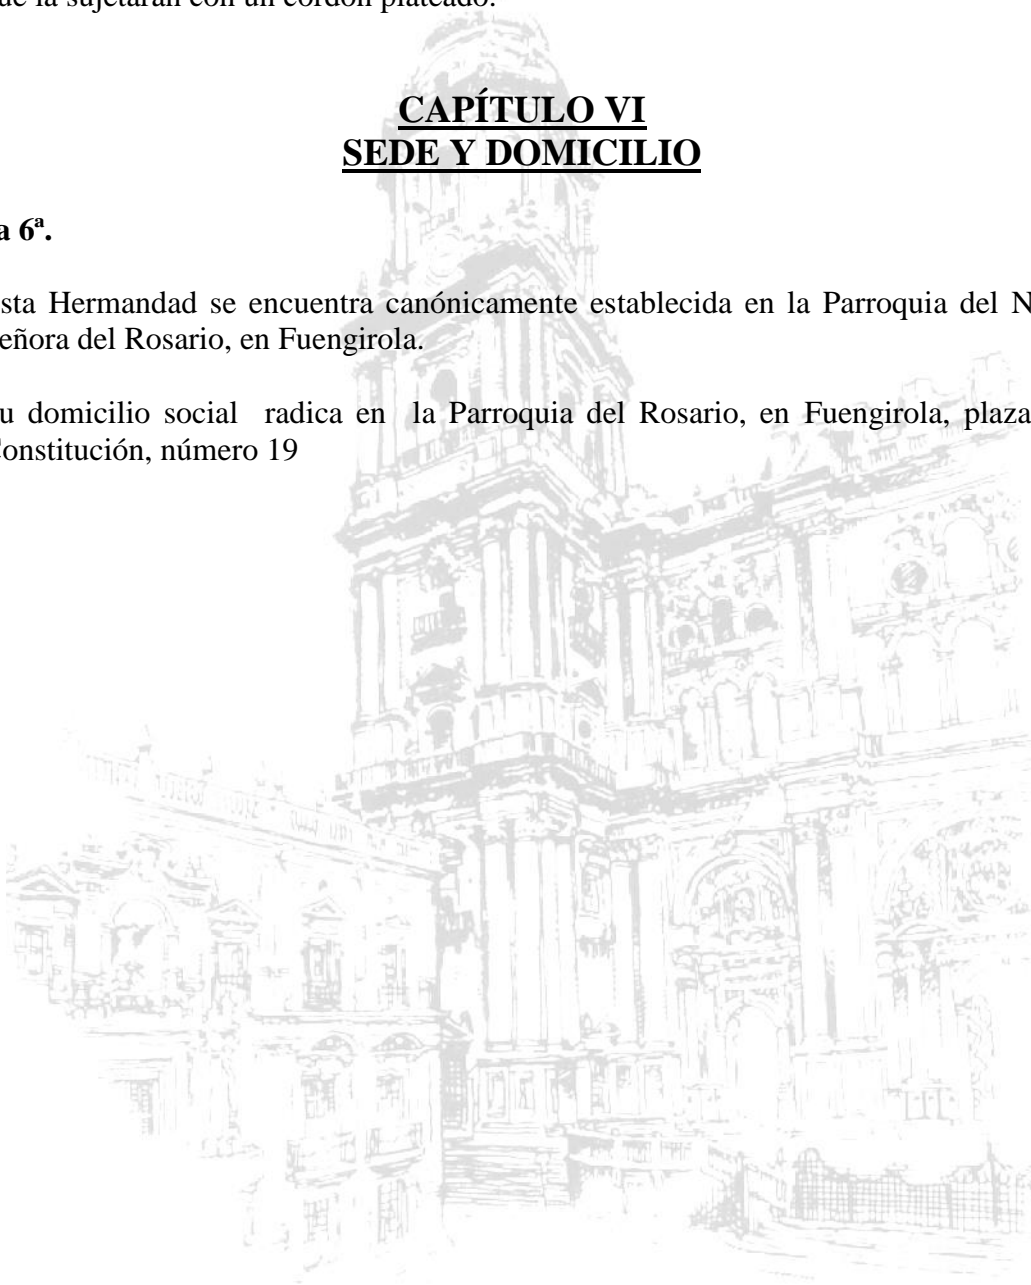 ue la sujetarán con un cordón plateado.
CAPÍTULO VI
SEDE Y DOMICILIO
a 6ª.
sta Hermandad se encuentra canónicamente establecida en la Parroquia del N
eñora del Rosario, en Fuengirola.
u domicilio social radica en la Parroquia del Rosario, en Fuengirola, plaza
onstitución, número 19